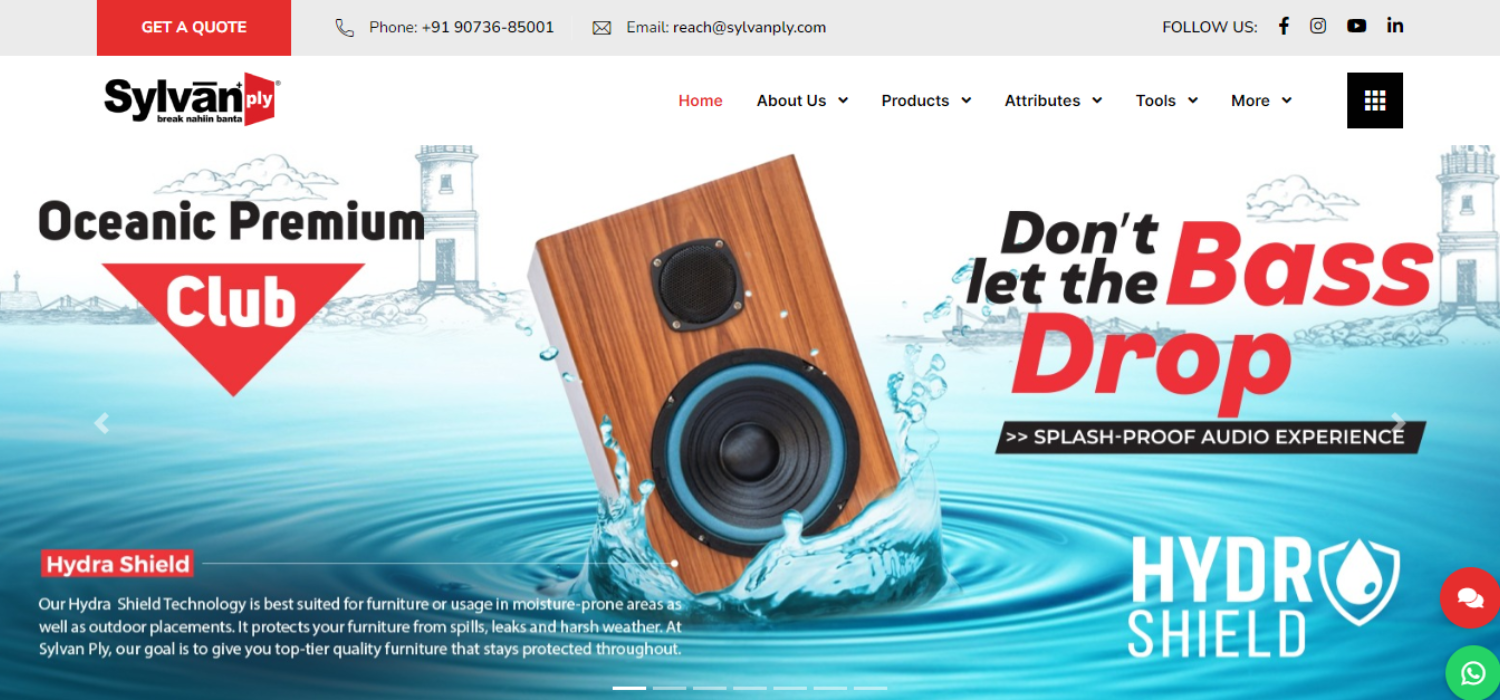 GET A QUOTE
Phone: +91 90736-85001
Email: reach@sylvanply.com
FOLLOW US:
Sylvan ply
break nahiin banta
Home
About Us
Products
Attributes
Tools
More
Oceanic Premium
Club
Don't
let the Bass
Drop
>> SPLASH-PROOF AUDIO EXPERIENCE
Hydra Shield
Our Hydra Shield Technology is best suited for furniture or usage in moisture-prone areas as
well as outdoor placements. It protects your furniture from spills, leaks and harsh weather. At
Sylvan Ply, our goal is to give you top-tier quality furniture that stays protected throughout.
HYDR
SHIELD